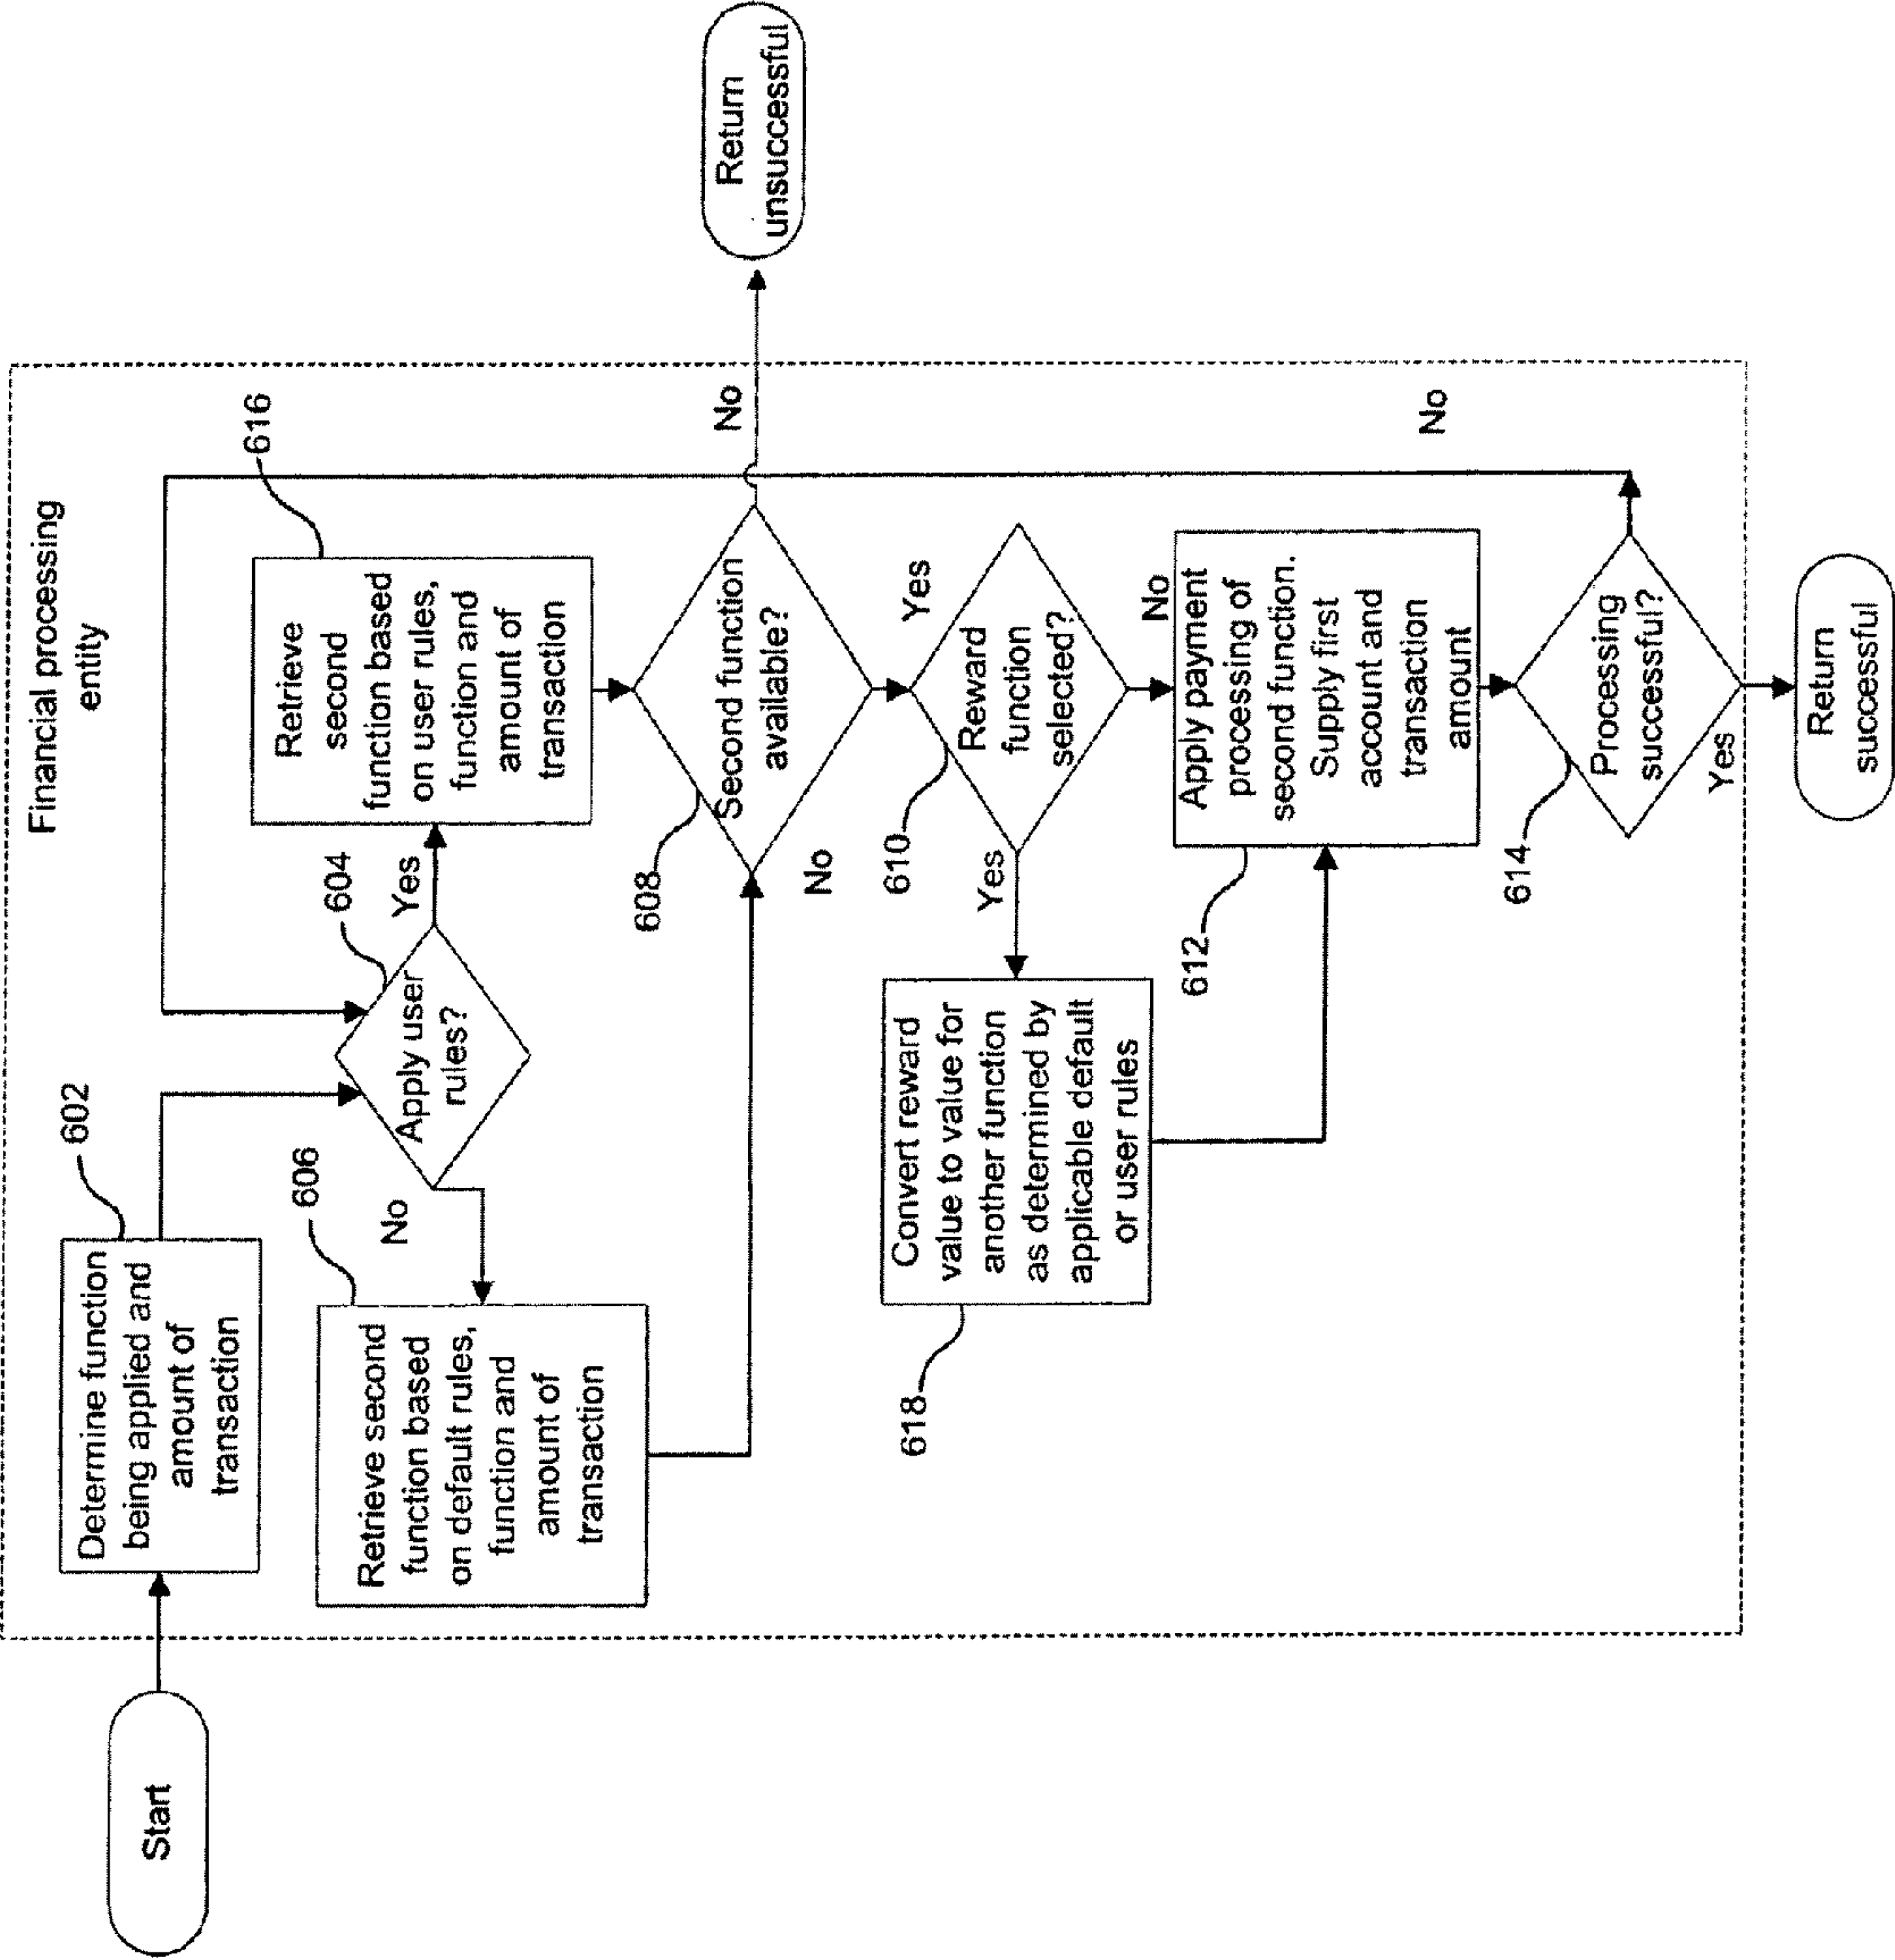 Financial processing
entity
Start
602
Determine function
being applied and
amount of
transaction
604
Apply user
rules?
Yes
No
616
Retrieve
second
function based
on user rules,
function and
amount of
transaction
606
Retrieve second
function based
on default rules,
function and
amount of
transaction
608
Second function
available?
No
Return
unsuccessful
No
Yes
610
Reward
function
selected?
Yes
No
618
Convert reward
value to value for
another function
as determined by
applicable default
or user rules
612
Apply payment
processing of
second function.
Supply first
account and
transaction
amount
614
Processing
successful?
No
Yes
Return
successful